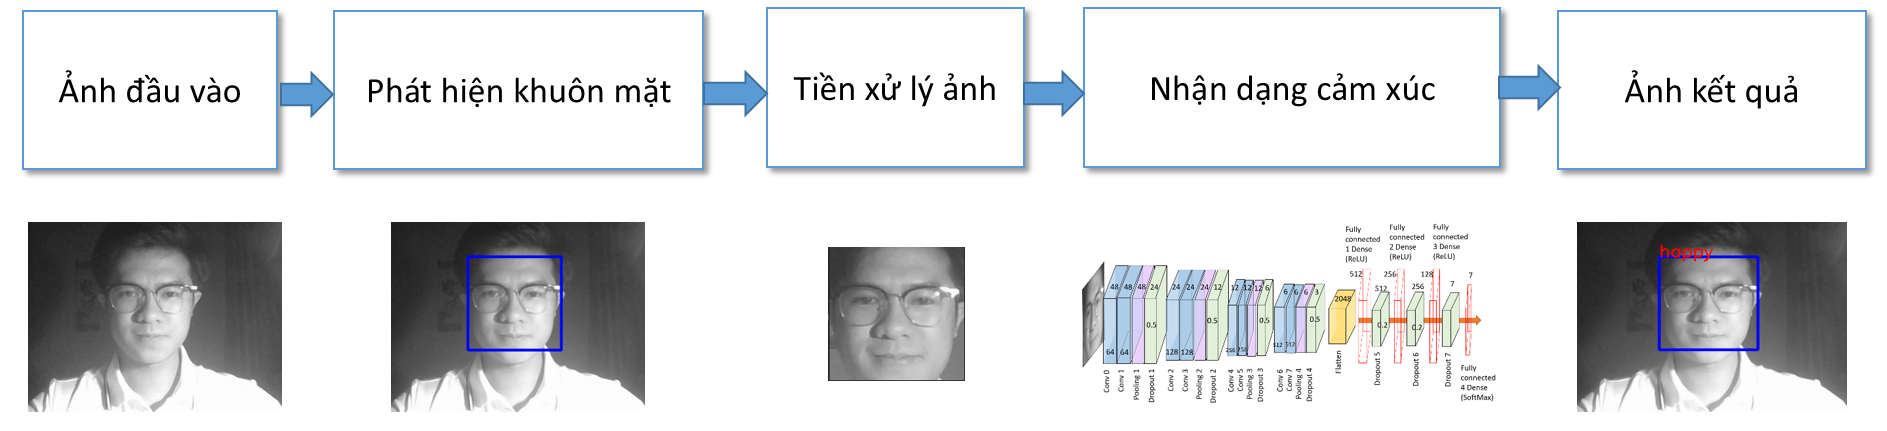 Ảnh đầu vào
Phát hiện khuôn mặt
Tiền xử lý ảnh
Nhận dạng cảm xúc
Ảnh kết quả
happy
Fully
connected
1 Dense
(ReLU)
Fully
connected
2 Dense
(ReLU)
Fully
connected
3 Dense
(ReLU)
512
256
128
7
48
48
48
24
24
24
24
12
12
12
12
6
6
6
6
3
2048
512
256
7
0.5
0.5
0.5
0.5
0.2
0.2
64
64
128
128
256
256
512
512
Conv 0
Conv 1
Pooling 1
Dropout 1
Conv 2
Conv 3
Pooling 2
Dropout 2
Conv 4
Conv 5
Pooling 3
Dropout 3
Conv 6
Conv 7
Pooling 4
Dropout 4
Flatten
Dropout 5
Dropout 6
Dropout 7
Fully
connected
4 Dense
(SoftMax)